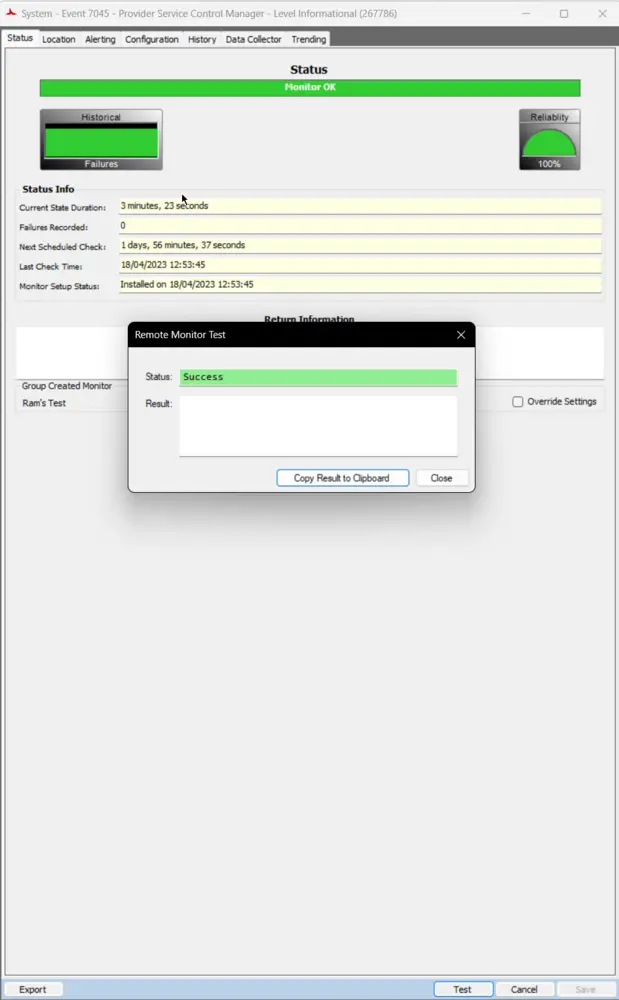 System - Event 7045 - Provider Service Control Manager - Level Informational (267786)
Status Location Alerting Configuration History Data Collector Trending
Status
Monitor OK
Historical
Failures
Reliablity
100%
Status Info
Current State Duration: 3 minutes, 23 seconds
Failures Recorded: 0
Next Scheduled Check: 1 days, 56 minutes, 37 seconds
Last Check Time: 18/04/2023 12:53:45
Monitor Setup Status: Installed on 18/04/2023 12:53:45
Return Information
Group Created Monitor
Ram's Test
Override Settings
Remote Monitor Test
Status: Success
Result:
Copy Result to Clipboard Close
Export Test Cancel Save